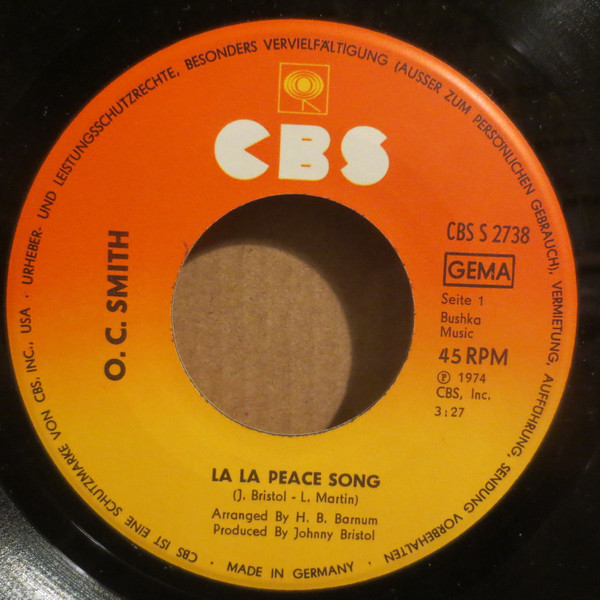 URHEBER- UND LEISTUNGSSCHUTZRECHTE, BESONDERS VERVIELFÄLTIGUNG (AUSSER ZUM PERSÖNLICHEN GEBRAUCH), VERMIETUNG, AUFFÜHRUNG, SENDUNG VORBEHALTEN
CBS
CBS S 2738
GEMA
Seite 1
Bushka
Music
45 RPM
℗ 1974
CBS, Inc.
3:27
O. C. SMITH
LA LA PEACE SONG
(J. Bristol - L. Martin)
Arranged By H. B. Barnum
Produced By Johnny Bristol
MADE IN GERMANY ·
CBS IST EINE SCHUTZMARKE VON CBS, INC., USA ·